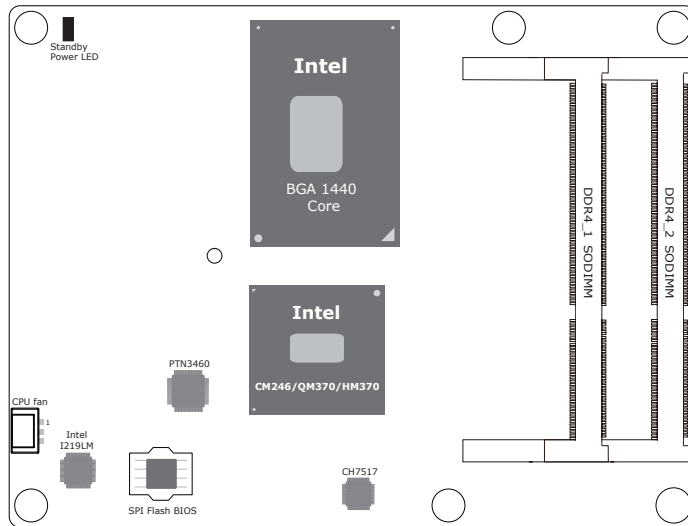 Standby
Power LED
Intel
BGA 1440
Core
DDR4_1 SODIMM
DDR4_2 SODIMM
Intel
CM246/QM370/HM370
PTN3460
CPU fan
1
Intel
I219LM
SPI Flash BIOS
CH7517